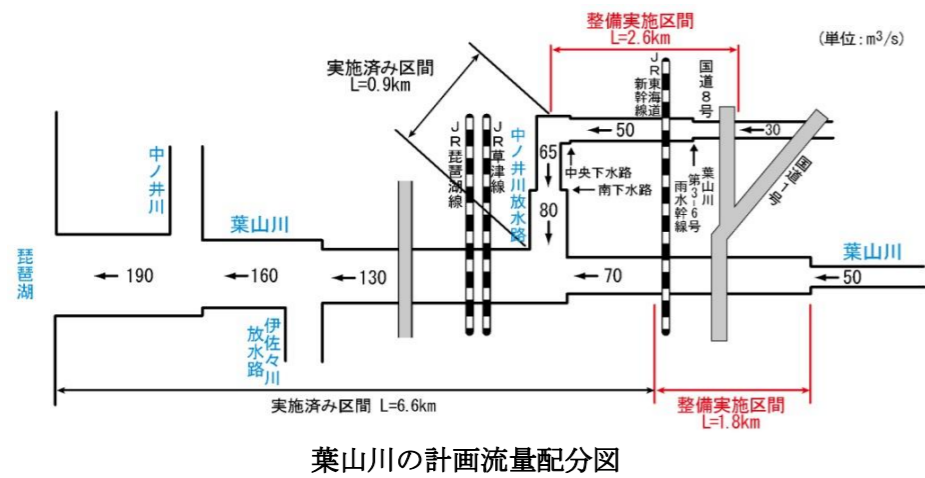 整備実施区間
L=2.6km
(単位:m³/s)
実施済み区間
L=0.9km
JR東海道
新幹線
国道8号
50
30
JR琵琶湖線
JR草津線
中ノ井川放水路
65
中央下水路
南下水路
葉山川
第3-6号
雨水幹線
国道1号
80
中ノ井川
葉山川
葉山川
琵琶湖
190
160
130
70
50
伊佐々川
放水路
実施済み区間 L=6.6km
整備実施区間
L=1.8km
葉山川の計画流量配分図